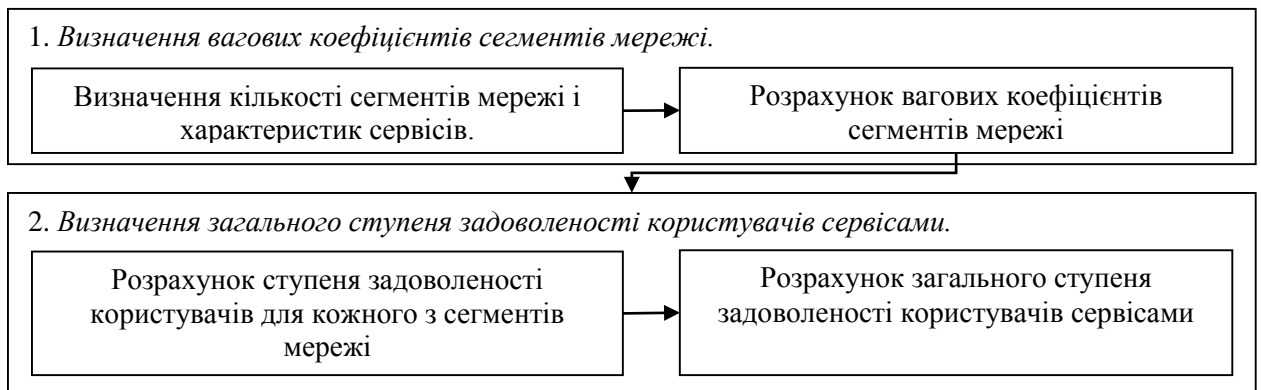 1. Визначення вагових коефіцієнтів сегментів мережі.
Визначення кількості сегментів мережі і
характеристик сервісів.
Розрахунок вагових коефіцієнтів
сегментів мережі
2. Визначення загального ступеня задоволеності користувачів сервісами.
Розрахунок ступеня задоволеності
користувачів для кожного з сегментів
мережі
Розрахунок загального ступеня
задоволеності користувачів сервісами